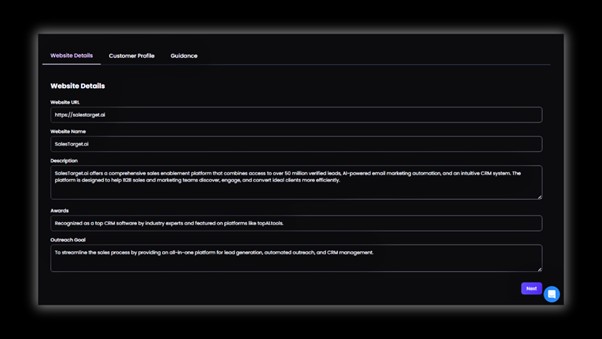 Website Details Customer Profile Guidance
Website Details
Website URL
https://salestarget.ai
Website Name
SalesTarget.ai
Description
SalesTarget.ai offers a comprehensive sales enablement platform that combines access to over 50 million verified leads, AI-powered email marketing automation, and an intuitive CRM system. The
platform is designed to help B2B sales and marketing teams discover, engage, and convert ideal clients more efficiently.
Awards
Recognized as a top CRM software by industry experts and featured on platforms like topAI.tools.
Outreach Goal
To streamline the sales process by providing an all-in-one platform for lead generation, automated outreach, and CRM management.
Next